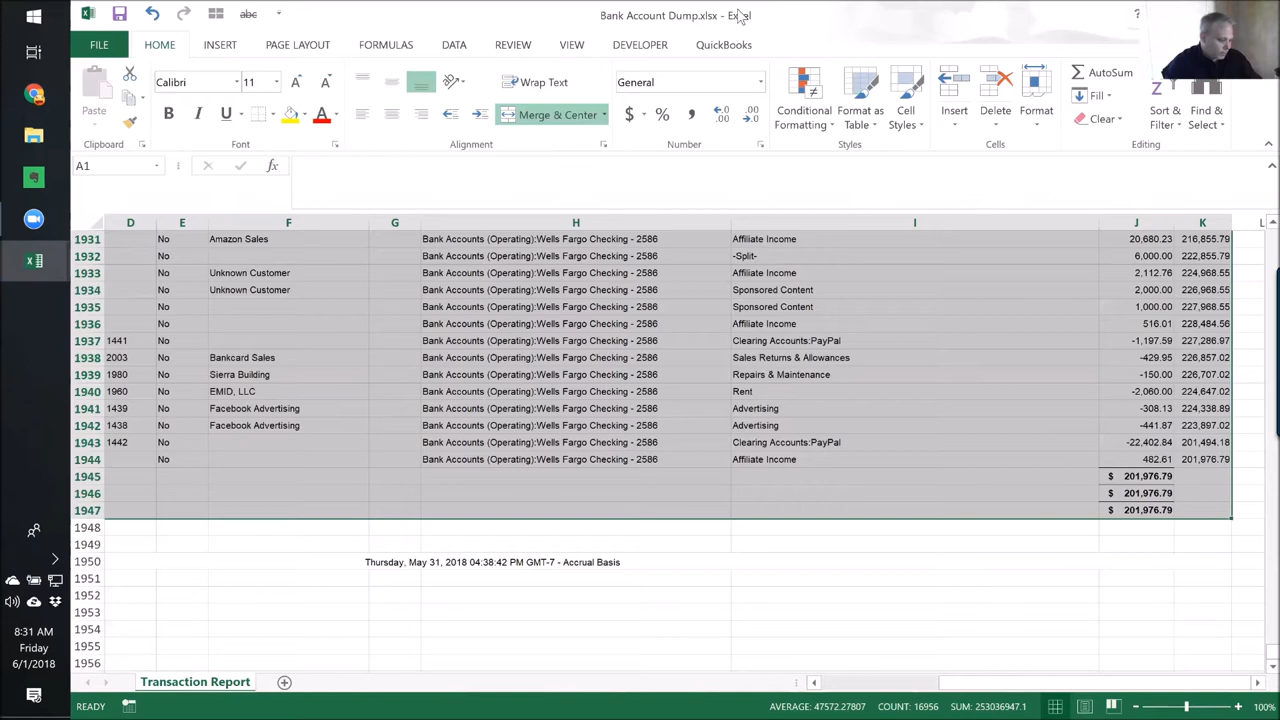 abc Bank Account Dump.xlsx - Excel ?
FILE HOME INSERT PAGE LAYOUT FORMULAS DATA REVIEW VIEW DEVELOPER QuickBooks
Paste Calibri 11 Wrap Text General Conditional Formatting Format as Table Cell Styles Insert Delete Format AutoSum Fill Clear Sort & Filter Find & Select
B I U A Merge & Center $ % , .00
Clipboard Font Alignment Number Styles Cells Editing
A1 fx
D E F G H I J K L
1931 No Amazon Sales Bank Accounts (Operating):Wells Fargo Checking - 2586 Affiliate Income 20,680.23 216,855.79
1932 No Bank Accounts (Operating):Wells Fargo Checking - 2586 -Split- 6,000.00 222,855.79
1933 No Unknown Customer Bank Accounts (Operating):Wells Fargo Checking - 2586 Affiliate Income 2,112.76 224,968.55
1934 No Unknown Customer Bank Accounts (Operating):Wells Fargo Checking - 2586 Sponsored Content 2,000.00 226,968.55
1935 No Bank Accounts (Operating):Wells Fargo Checking - 2586 Sponsored Content 1,000.00 227,968.55
1936 No Bank Accounts (Operating):Wells Fargo Checking - 2586 Affiliate Income 516.01 228,484.56
1937 1441 No Bank Accounts (Operating):Wells Fargo Checking - 2586 Clearing Accounts:PayPal -1,197.59 227,286.97
1938 2003 No Bankcard Sales Bank Accounts (Operating):Wells Fargo Checking - 2586 Sales Returns & Allowances -429.95 226,857.02
1939 1980 No Sierra Building Bank Accounts (Operating):Wells Fargo Checking - 2586 Repairs & Maintenance -150.00 226,707.02
1940 1960 No EMID, LLC Bank Accounts (Operating):Wells Fargo Checking - 2586 Rent -2,060.00 224,647.02
1941 1439 No Facebook Advertising Bank Accounts (Operating):Wells Fargo Checking - 2586 Advertising -308.13 224,338.89
1942 1438 No Facebook Advertising Bank Accounts (Operating):Wells Fargo Checking - 2586 Advertising -441.87 223,897.02
1943 1442 No Bank Accounts (Operating):Wells Fargo Checking - 2586 Clearing Accounts:PayPal -22,402.84 201,494.18
1944 No Bank Accounts (Operating):Wells Fargo Checking - 2586 Affiliate Income 482.61 201,976.79
1945 $ 201,976.79
1946 $ 201,976.79
1947 $ 201,976.79
1948
1949
1950 Thursday, May 31, 2018 04:38:42 PM GMT-7 - Accrual Basis
1951
1952
1953
1954
1955
1956
8:31 AM
Friday
6/1/2018
Transaction Report
READY AVERAGE: 47572.27807 COUNT: 16956 SUM: 253036947.1 100%